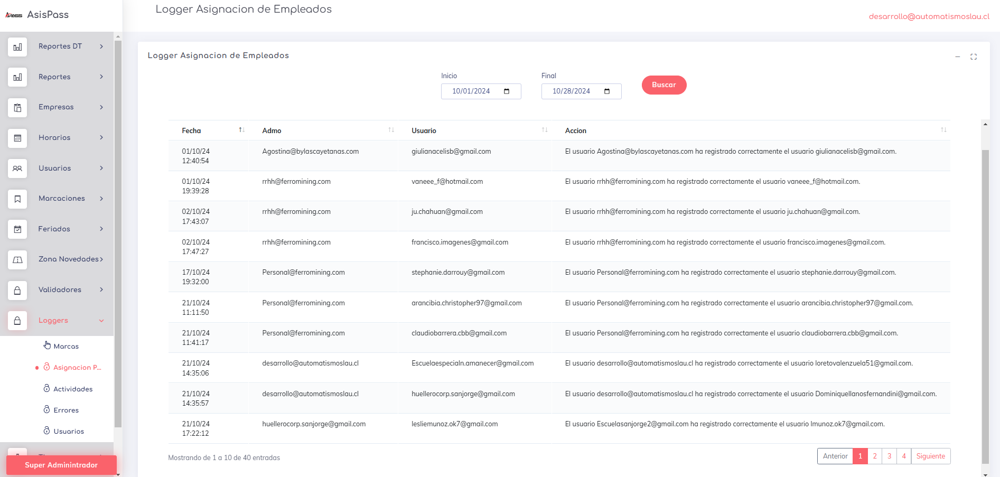 APASS AsisPass
Logger Asignacion de Empleados
desarrollo@automatismoslau.cl
Reportes DT
Reportes
Empresas
Horarios
Usuarios
Marcaciones
Feriados
Zona Novedades
Validadores
Loggers
Marcas
Asignacion P...
Actividades
Errores
Usuarios
Super Adminintrador
Logger Asignacion de Empleados
Inicio Final
10/01/2024 10/28/2024 Buscar
Fecha Admo Usuario Accion
01/10/24 Agostina@bylascayetanas.com giulianacelisb@gmail.com El usuario Agostina@bylascayetanas.com ha registrado correctamente el usuario giulianacelisb@gmail.com.
12:40:54
01/10/24 rrhh@ferromining.com vaneee_f@hotmail.com El usuario rrhh@ferromining.com ha registrado correctamente el usuario vaneee_f@hotmail.com.
19:39:28
02/10/24 rrhh@ferromining.com ju.chahuan@gmail.com El usuario rrhh@ferromining.com ha registrado correctamente el usuario ju.chahuan@gmail.com.
17:43:07
02/10/24 rrhh@ferromining.com francisco.imagenes@gmail.com El usuario rrhh@ferromining.com ha registrado correctamente el usuario francisco.imagenes@gmail.com.
17:47:27
17/10/24 Personal@ferromining.com stephanie.darrouy@gmail.com El usuario Personal@ferromining.com ha registrado correctamente el usuario stephanie.darrouy@gmail.com.
19:32:00
21/10/24 Personal@ferromining.com arancibia.christopher97@gmail.com El usuario Personal@ferromining.com ha registrado correctamente el usuario arancibia.christopher97@gmail.com.
11:11:50
21/10/24 Personal@ferromining.com claudiobarrera.cbb@gmail.com El usuario Personal@ferromining.com ha registrado correctamente el usuario claudiobarrera.cbb@gmail.com.
11:41:17
21/10/24 desarrollo@automatismoslau.cl Escuelaespecialn.amanecer@gmail.com El usuario desarrollo@automatismoslau.cl ha registrado correctamente el usuario loretovalenzuela51@gmail.com.
14:35:06
21/10/24 desarrollo@automatismoslau.cl huellerocorp.sanjorge@gmail.com El usuario desarrollo@automatismoslau.cl ha registrado correctamente el usuario Dominiquellanosfernandini@gmail.com.
14:35:57
21/10/24 huellerocorp.sanjorge@gmail.com lesliemunoz.ok7@gmail.com El usuario Escuelasanjorge2@gmail.com ha registrado correctamente el usuario lmunoz.ok7@gmail.com.
17:22:12
Mostrando de 1 a 10 de 40 entradas
Anterior 1 2 3 4 Siguiente